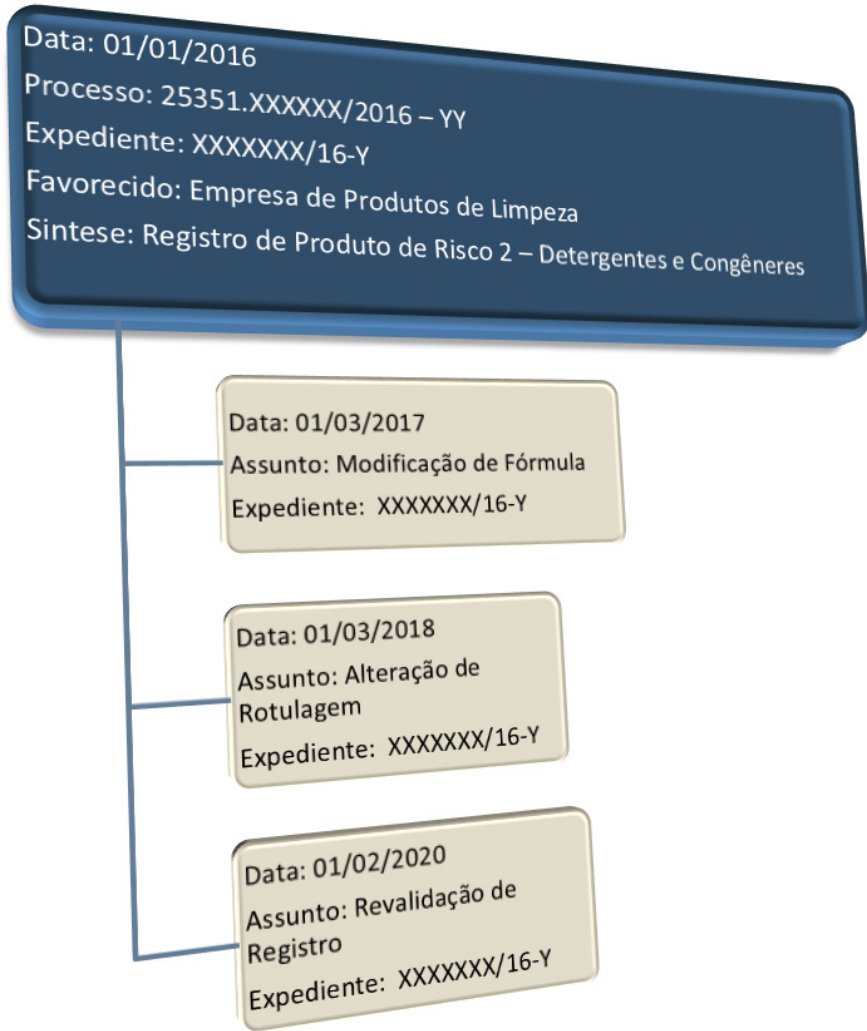 Data: 01/01/2016
Processo: 25351.XXXXXX/2016 – YY
Expediente: XXXXXXX/16-Y
Favorecido: Empresa de Produtos de Limpeza
Sintese: Registro de Produto de Risco 2 – Detergentes e Congêneres
Data: 01/03/2017
Assunto: Modificação de Fórmula
Expediente: XXXXXXX/16-Y
Data: 01/03/2018
Assunto: Alteração de
Rotulagem
Expediente: XXXXXXX/16-Y
Data: 01/02/2020
Assunto: Revalidação de
Registro
Expediente: XXXXXXX/16-Y